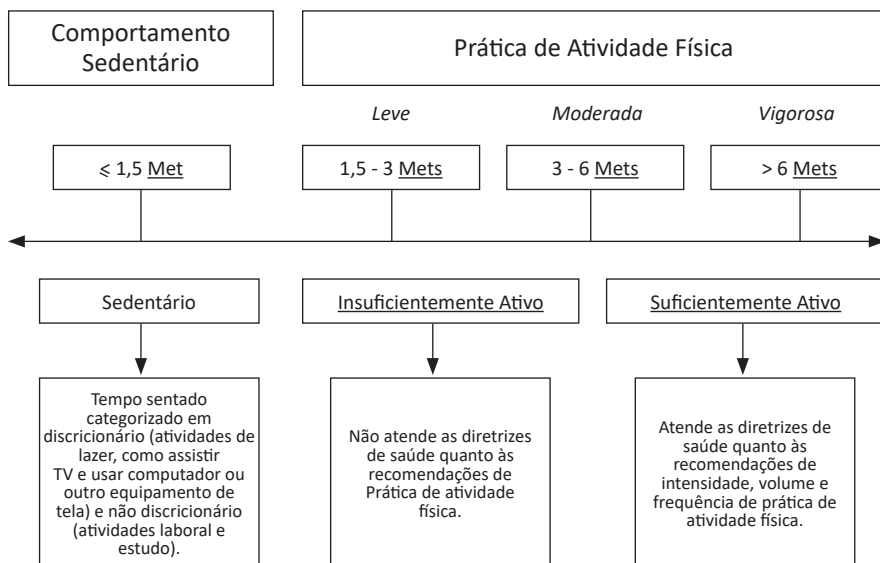 Comportamento
Sedentário
Prática de Atividade Física
Leve
Moderada
Vigorosa
⩽ 1,5 Met
1,5 - 3 Mets
3 - 6 Mets
> 6 Mets
Sedentário
Insuficientemente Ativo
Suficientemente Ativo
Tempo sentado
categorizado em
discricionário (atividades de
lazer, como assistir
TV e usar computador ou
outro equipamento de
tela) e não discricionário
(atividades laboral e
estudo).
Não atende as diretrizes
de saúde quanto às
recomendações de
Prática de atividade
física.
Atende as diretrizes de
saúde quanto às
recomendações de
intensidade, volume e
frequência de prática de
atividade física.